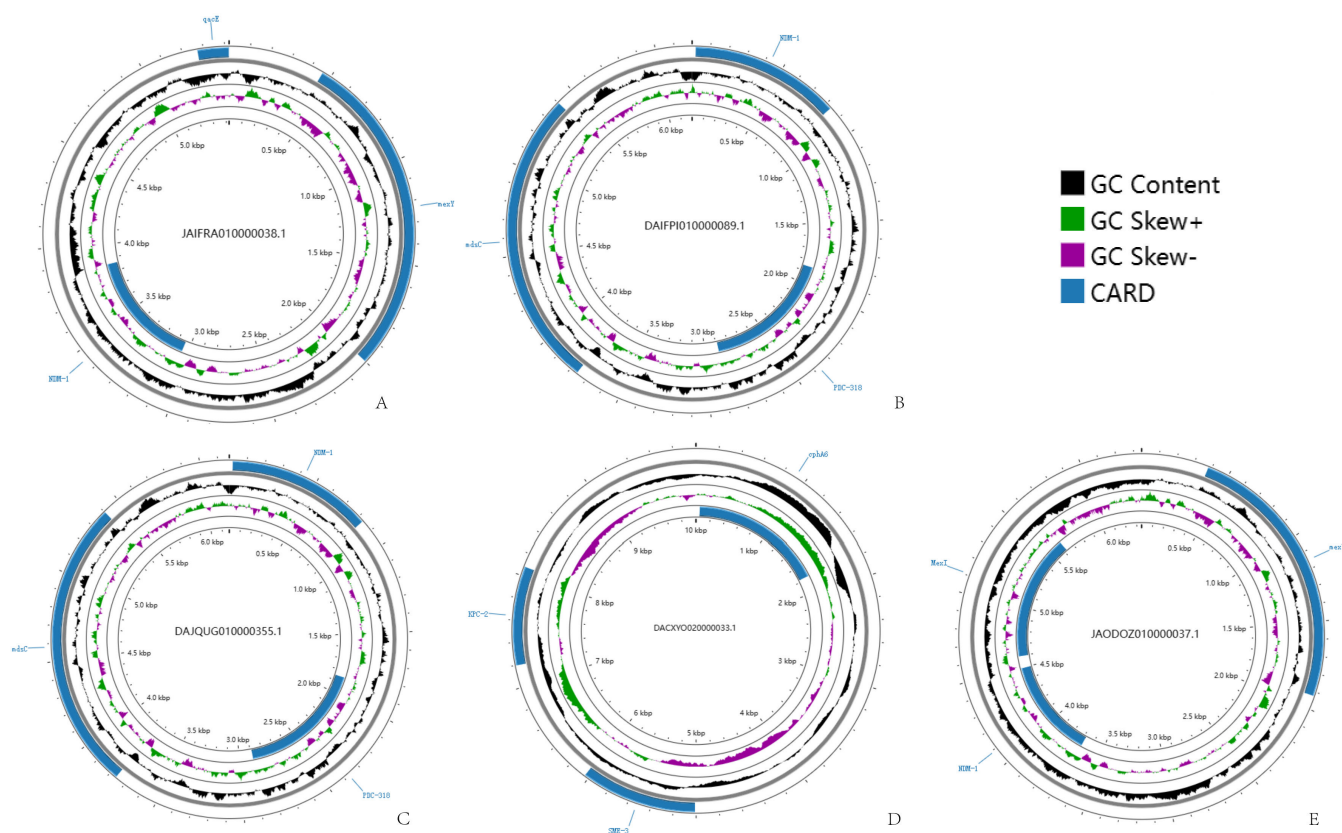 qacE
5.0 kbp
0.5 kbp
4.5 kbp
1.0 kbp
mexY
JAIFRA010000038.1
4.0 kbp
1.5 kbp
3.5 kbp
2.0 kbp
3.0 kbp
2.5 kbp
NDM-1
A
NDM-1
6.0 kbp
0.5 kbp
5.5 kbp
1.0 kbp
5.0 kbp
DAIFPI010000089.1
1.5 kbp
mdsC
4.5 kbp
2.0 kbp
4.0 kbp
2.5 kbp
3.5 kbp
3.0 kbp
PDC-318
B
GC Content
GC Skew+
GC Skew-
CARD
NDM-1
6.0 kbp
0.5 kbp
5.5 kbp
1.0 kbp
5.0 kbp
DAJQUG010000355.1
1.5 kbp
mdsC
4.5 kbp
2.0 kbp
4.0 kbp
2.5 kbp
3.5 kbp
3.0 kbp
PDC-318
C
cphA6
10 kbp
9 kbp
1 kbp
8 kbp
2 kbp
KPC-2
DACXYO020000033.1
7 kbp
3 kbp
6 kbp
4 kbp
5 kbp
SME-3
D
6.0 kbp
0.5 kbp
mex
MexI
5.5 kbp
1.0 kbp
5.0 kbp
1.5 kbp
JAODOZ010000037.1
4.5 kbp
2.0 kbp
4.0 kbp
2.5 kbp
3.5 kbp
3.0 kbp
NDM-1
E